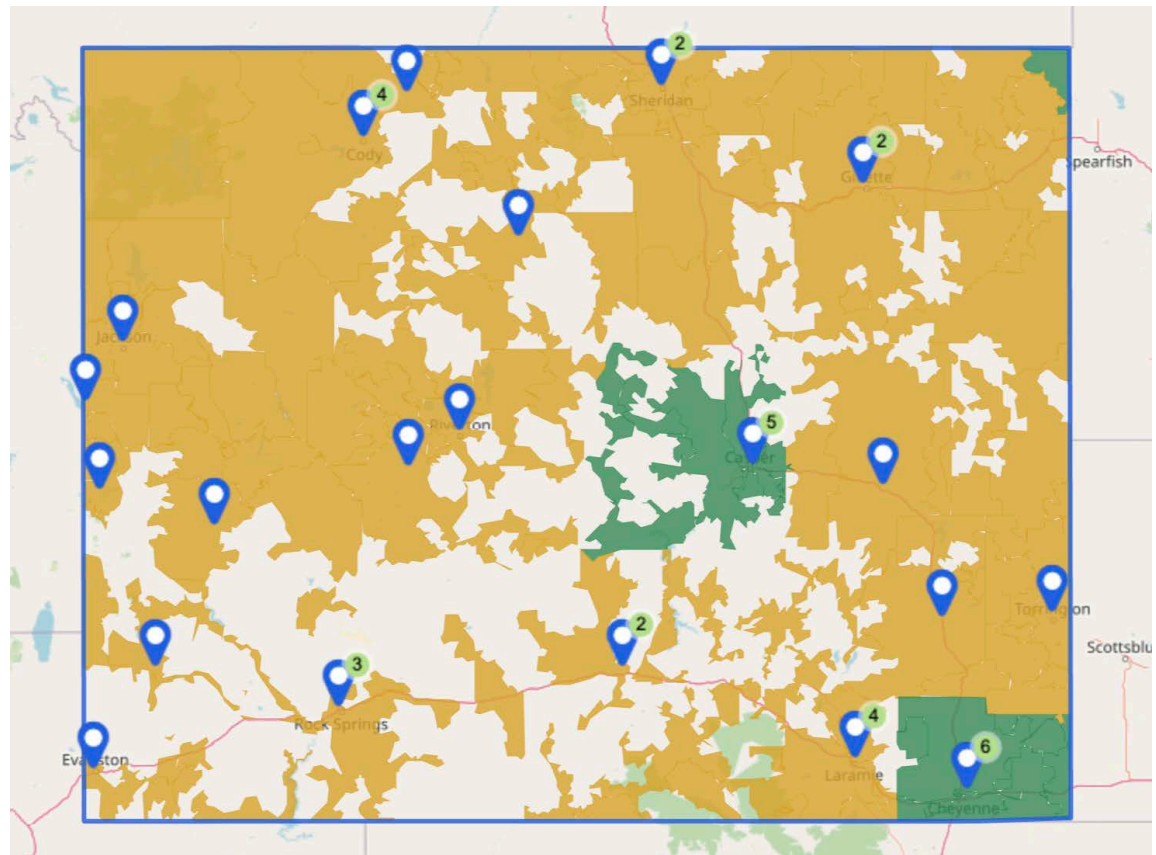 2
Sheridan
4
Cody
2
Gillette
Spearfish
Jackson
Riverton
5
Casper
Torrington
2
Scottsblu
3
Rock Springs
4
Laramie
6
Evanston
Cheyenne